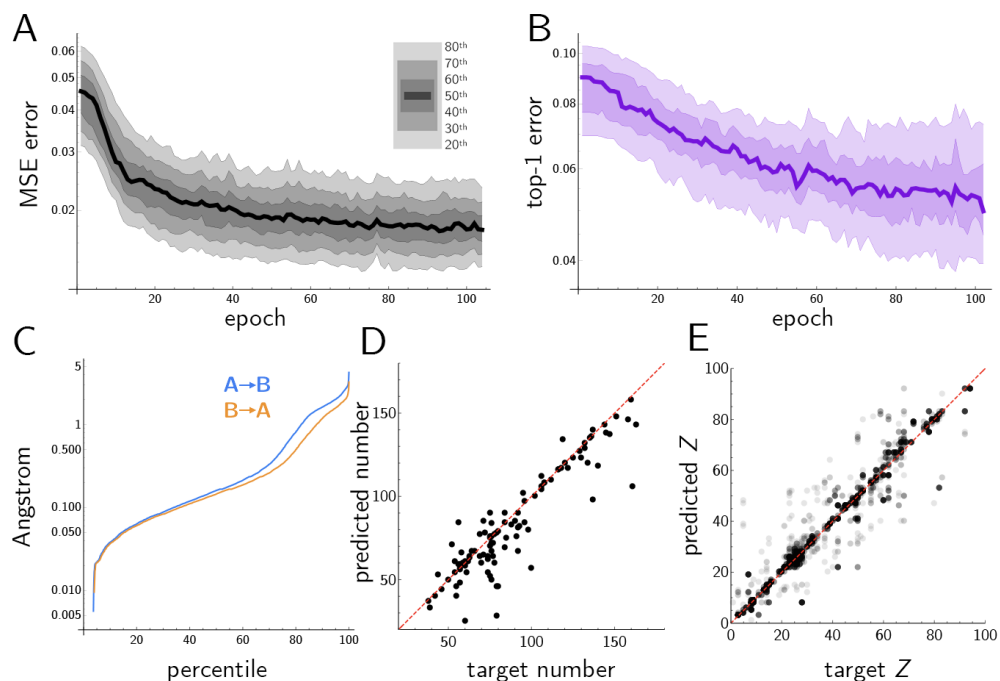 A
MSE error
0.06
0.05
0.04
0.03
0.02
80th
70th
60th
50th
40th
30th
20th
20
40
60
80
100
epoch
B
top-1 error
0.10
0.08
0.06
0.04
20
40
60
80
100
epoch
C
Angstrom
5
1
0.500
0.100
0.050
0.010
0.005
A→B
B→A
20
40
60
80
100
percentile
D
predicted number
150
100
50
50
100
150
target number
E
predicted Z
100
80
60
40
20
0
0
20
40
60
80
100
target Z